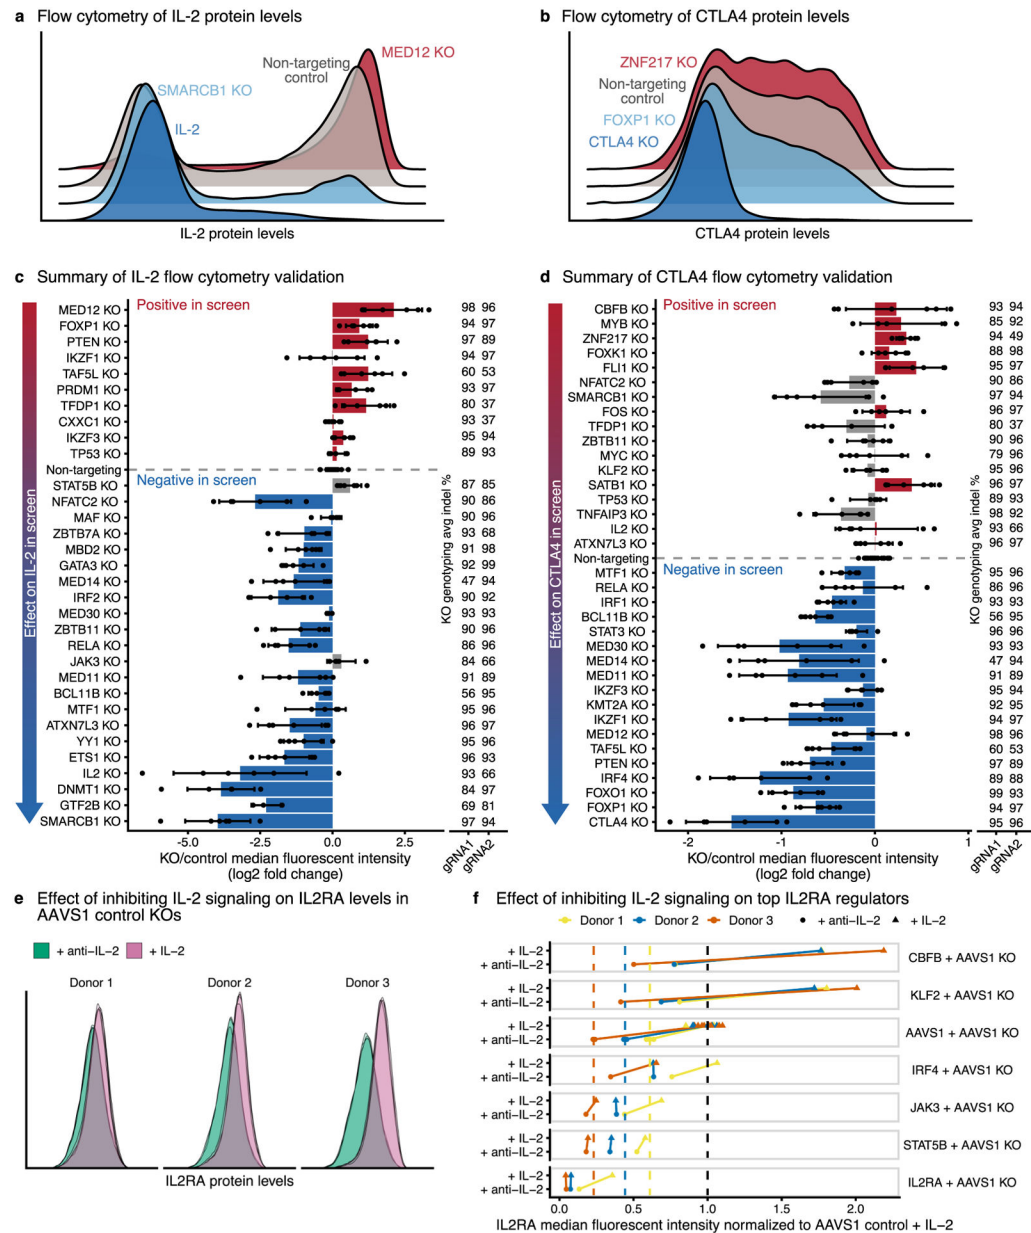 a Flow cytometry of IL-2 protein levels
MED12 KO
Non-targeting
control
SMARCB1 KO
IL-2
IL-2 protein levels
b Flow cytometry of CTLA4 protein levels
ZNF217 KO
Non-targeting
control
FOXP1 KO
CTLA4 KO
CTLA4 protein levels
c Summary of IL-2 flow cytometry validation
Effect on IL-2 in screen
Positive in screen
MED12 KO 98 96
FOXP1 KO 94 97
PTEN KO 97 89
IKZF1 KO 94 97
TAF5L KO 60 53
PRDM1 KO 93 97
TFDP1 KO 80 37
CXXC1 KO 93 37
IKZF3 KO 95 94
TP53 KO 89 93
Non-targeting
Negative in screen
STAT5B KO 87 85
NFATC2 KO 90 86
MAF KO 90 96
ZBTB7A KO 93 68
MBD2 KO 91 98
GATA3 KO 92 99
MED14 KO 47 94
IRF2 KO 90 92
MED30 KO 93 93
ZBTB11 KO 90 96
RELA KO 86 96
JAK3 KO 84 66
MED11 KO 91 89
BCL11B KO 56 95
MTF1 KO 95 96
ATXN7L3 KO 96 97
YY1 KO 95 96
ETS1 KO 96 93
IL2 KO 93 66
DNMT1 KO 84 97
GTF2B KO 69 81
SMARCB1 KO 97 94
KO genotyping avg indel %
-5.0 -2.5 0.0 2.5
gRNA1 gRNA2
KO/control median fluorescent intensity
(log2 fold change)
d Summary of CTLA4 flow cytometry validation
Effect on CTLA4 in screen
Positive in screen
CBFB KO 93 94
MYB KO 85 92
ZNF217 KO 94 49
FOXK1 KO 88 98
FLI1 KO 95 97
NFATC2 KO 90 86
SMARCB1 KO 97 94
FOS KO 96 97
TFDP1 KO 80 37
ZBTB11 KO 90 96
MYC KO 79 96
KLF2 KO 95 96
SATB1 KO 96 97
TP53 KO 89 93
TNFAIP3 KO 98 92
IL2 KO 93 66
ATXN7L3 KO 96 97
Non-targeting
Negative in screen
MTF1 KO 95 96
RELA KO 86 96
IRF1 KO 93 93
BCL11B KO 56 95
STAT3 KO 96 96
MED30 KO 93 93
MED14 KO 47 94
MED11 KO 91 89
IKZF3 KO 95 94
KMT2A KO 92 95
IKZF1 KO 94 97
MED12 KO 98 96
TAF5L KO 60 53
PTEN KO 97 89
IRF4 KO 89 88
FOXO1 KO 99 93
FOXP1 KO 94 97
CTLA4 KO 95 96
KO genotyping avg indel %
-2 -1 0 1
gRNA1 gRNA2
KO/control median fluorescent intensity
(log2 fold change)
e Effect of inhibiting IL-2 signaling on IL2RA levels in
AAVS1 control KOs
+ anti-IL-2 + IL-2
Donor 1 Donor 2 Donor 3
IL2RA protein levels
f Effect of inhibiting IL-2 signaling on top IL2RA regulators
Donor 1 Donor 2 Donor 3 + anti-IL-2 + IL-2
+ IL-2
+ anti-IL-2
CBFB + AAVS1 KO
+ IL-2
+ anti-IL-2
KLF2 + AAVS1 KO
+ IL-2
+ anti-IL-2
AAVS1 + AAVS1 KO
+ IL-2
+ anti-IL-2
IRF4 + AAVS1 KO
+ IL-2
+ anti-IL-2
JAK3 + AAVS1 KO
+ IL-2
+ anti-IL-2
STAT5B + AAVS1 KO
+ IL-2
+ anti-IL-2
IL2RA + AAVS1 KO
0.0 0.5 1.0 1.5 2.0
IL2RA median fluorescent intensity normalized to AAVS1 control + IL-2